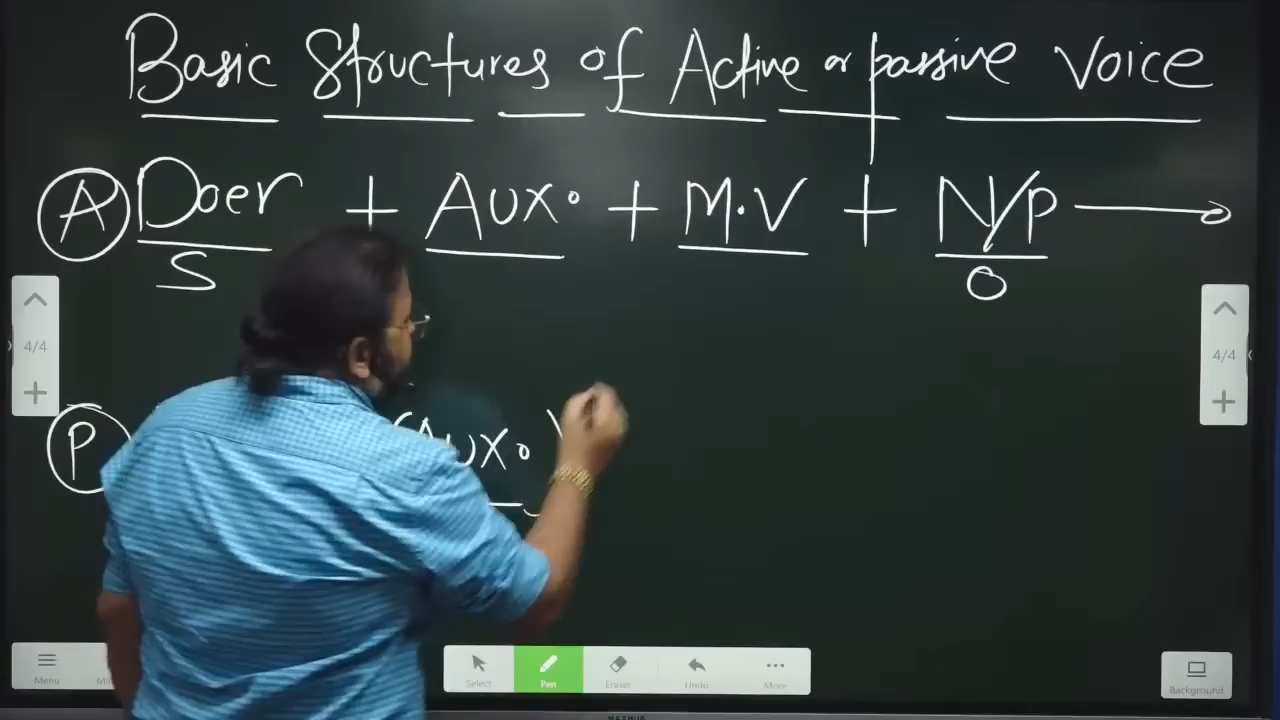 Basic Structures of Active or passive Voice
A Doer + Aux. + M.V + N/P
S O
4/4 4/4
P (Aux. )
Menu Select Pen Eraser Undo More Background